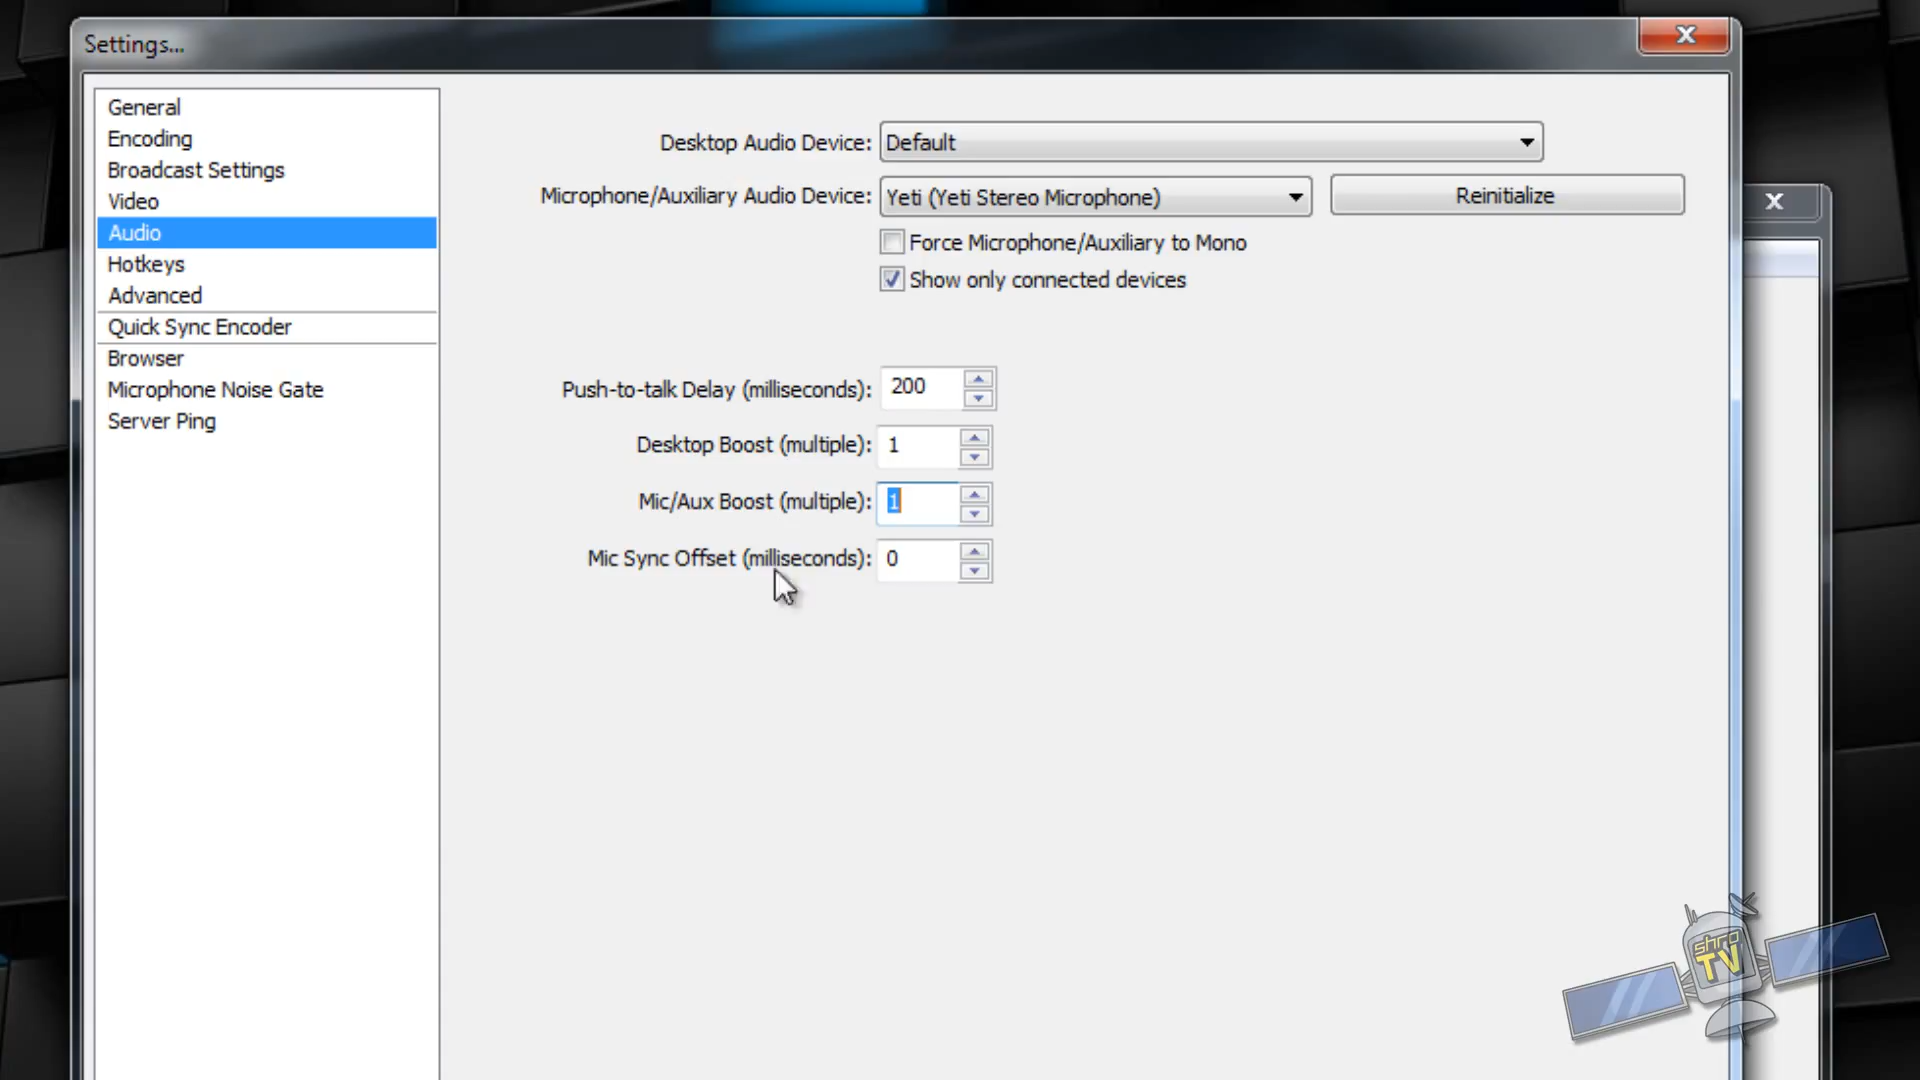 Settings...
General
Encoding
Broadcast Settings
Video
Audio
Hotkeys
Advanced
Quick Sync Encoder
Browser
Microphone Noise Gate
Server Ping
Desktop Audio Device: Default
Microphone/Auxiliary Audio Device: Yeti (Yeti Stereo Microphone) Reinitialize
Force Microphone/Auxiliary to Mono
Show only connected devices
Push-to-talk Delay (milliseconds): 200
Desktop Boost (multiple): 1
Mic/Aux Boost (multiple): 1
Mic Sync Offset (milliseconds): 0
shro
TV